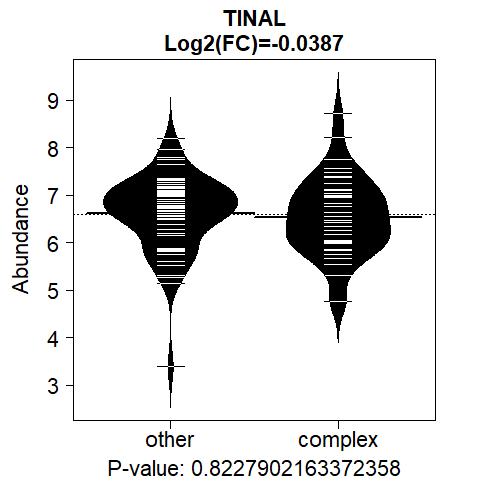 TINAL
Log2(FC)=-0.0387
Abundance
9
8
7
6
5
4
3
other complex
P-value: 0.8227902163372358